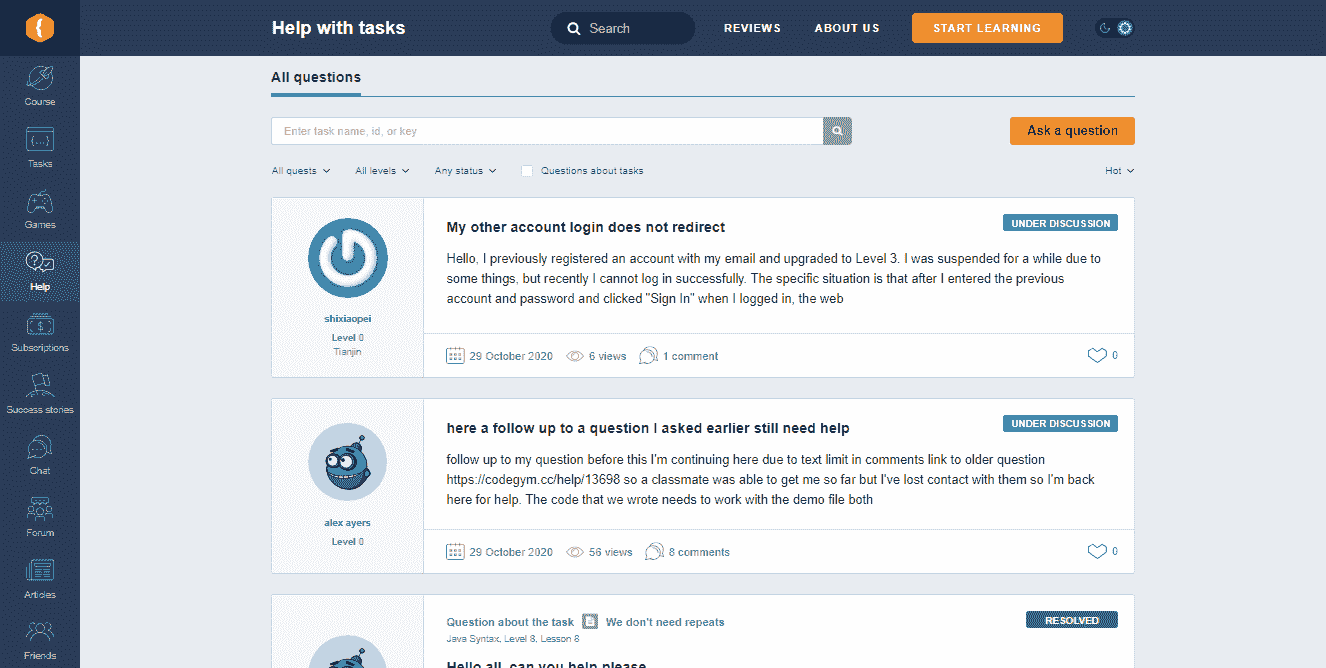 Help with tasks
Search
REVIEWS
ABOUT US
START LEARNING
Course
Tasks
Games
Help
Subscriptions
Success stories
Chat
Forum
Articles
Friends
All questions
Enter task name, id, or key
Ask a question
All quests
All levels
Any status
Questions about tasks
Hot
shixiaopei
Level 0
Tianjin
My other account login does not redirect
UNDER DISCUSSION
Hello, I previously registered an account with my email and upgraded to Level 3. I was suspended for a while due to
some things, but recently I cannot log in successfully. The specific situation is that after I entered the previous
account and password and clicked "Sign In" when I logged in, the web
29 October 2020
6 views
1 comment
0
alex ayers
Level 0
here a follow up to a question I asked earlier still need help
UNDER DISCUSSION
follow up to my question before this I'm continuing here due to text limit in comments link to older question
https://codegym.cc/help/13698 so a classmate was able to get me so far but I've lost contact with them so I'm back
here for help. The code that we wrote needs to work with the demo file both
29 October 2020
56 views
8 comments
0
Question about the task
We don't need repeats
RESOLVED
Java Syntax, Level 8, Lesson 8
Hello all, can you help please